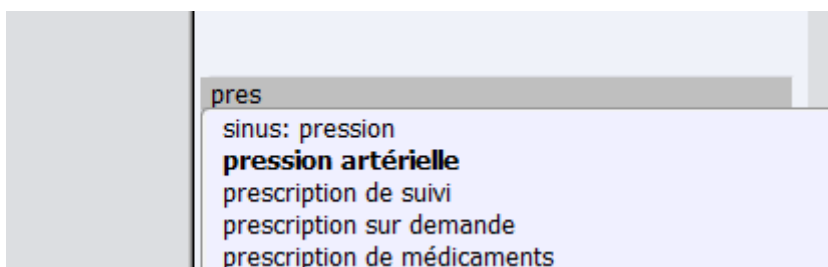 pres
sinus: pression
pression artérielle
prescription de suivi
prescription sur demande
prescription de médicaments